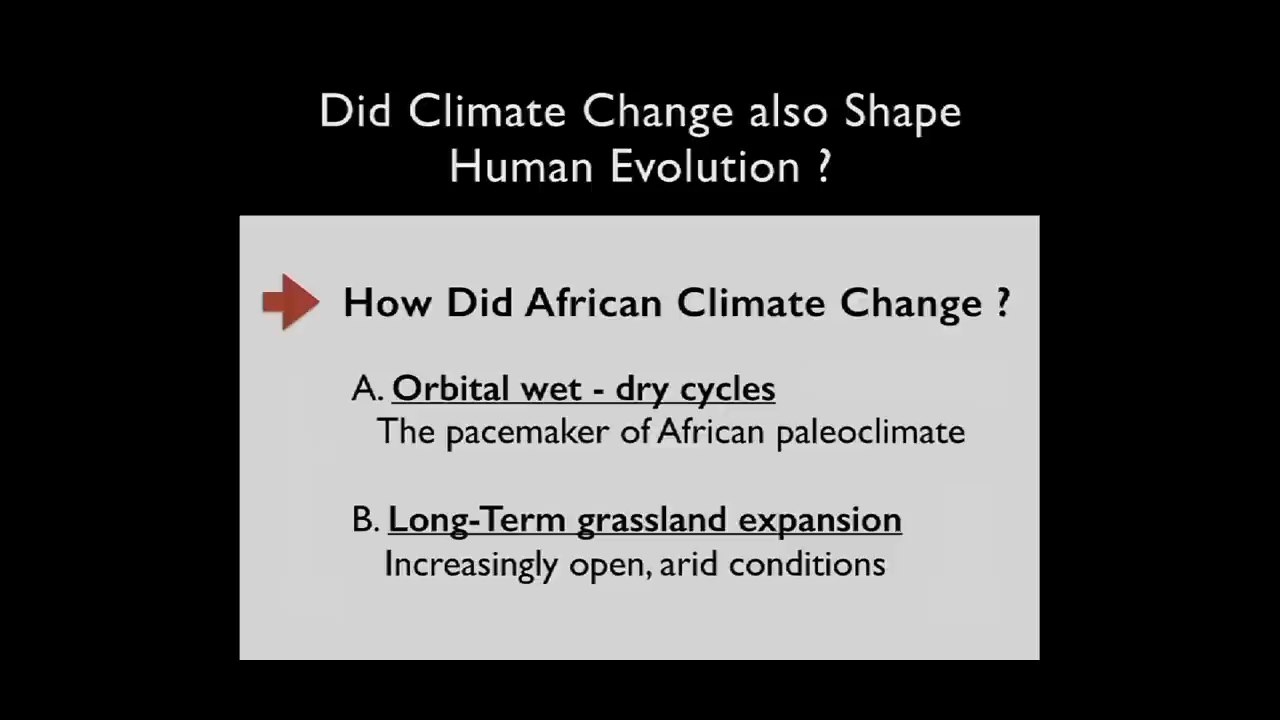 Did Climate Change also Shape
Human Evolution ?
How Did African Climate Change ?
A. Orbital wet - dry cycles
The pacemaker of African paleoclimate
B. Long-Term grassland expansion
Increasingly open, arid conditions